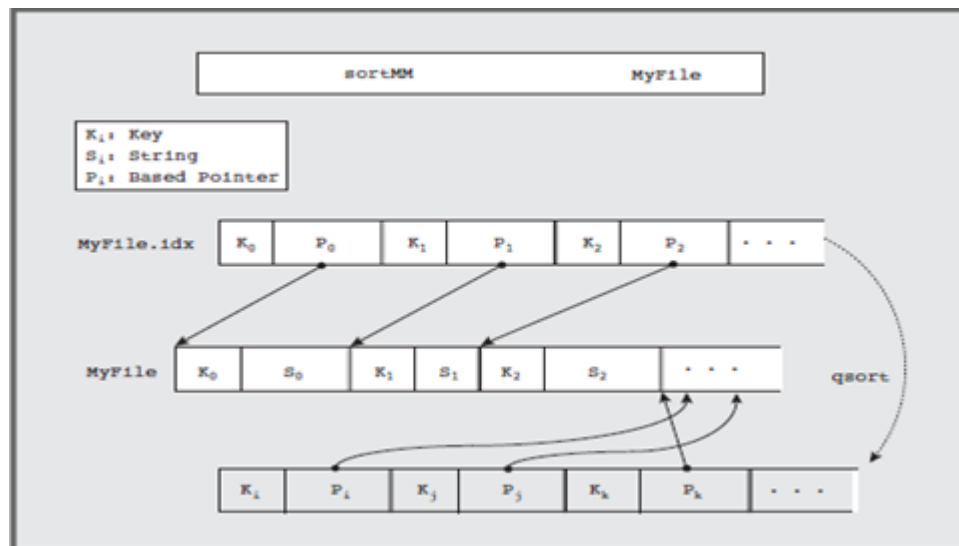 sortMM MyFile
Kᵢ: Key
Sᵢ: String
Pᵢ: Based Pointer
MyFile.idx K₀ P₀ K₁ P₁ K₂ P₂ . . .
MyFile K₀ S₀ K₁ S₁ K₂ S₂ . . .
qsort
Kᵢ Pᵢ Kⱼ Pⱼ Kₖ Pₖ . . .